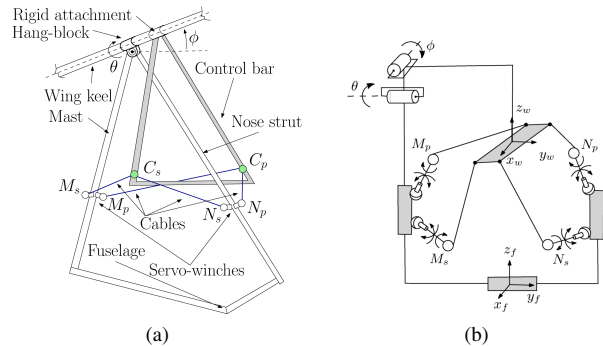 Rigid attachment
Hang-block
ϕ
θ
Wing keel
Mast
Control bar
Nose strut
C_s
C_p
M_s
M_p
N_s
N_p
Cables
Fuselage
Servo-winches
(a)
ϕ
θ
z_w
y_w
x_w
M_p
N_p
M_s
N_s
z_f
y_f
x_f
(b)